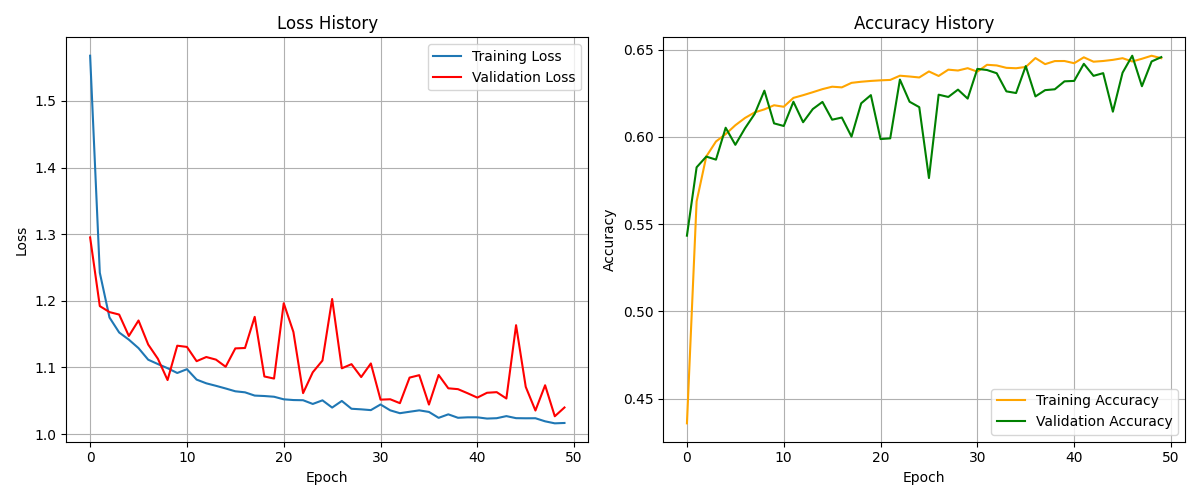 Loss History
Training Loss
Validation Loss
1.5
1.4
1.3
1.2
1.1
1.0
Loss
0 10 20 30 40 50
Epoch
Accuracy History
0.65
0.60
0.55
0.50
0.45
Accuracy
Training Accuracy
Validation Accuracy
0 10 20 30 40 50
Epoch